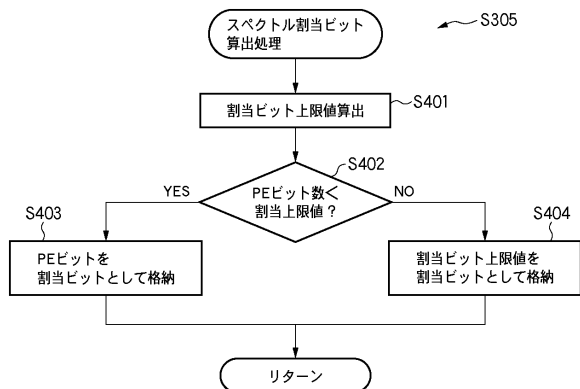 スペクトル割当ビット
算出処理
S305
割当ビット上限値算出
S401
PEビット数<
割当上限値?
S402
YES
NO
S403
PEビットを
割当ビットとして格納
S404
割当ビット上限値を
割当ビットとして格納
リターン